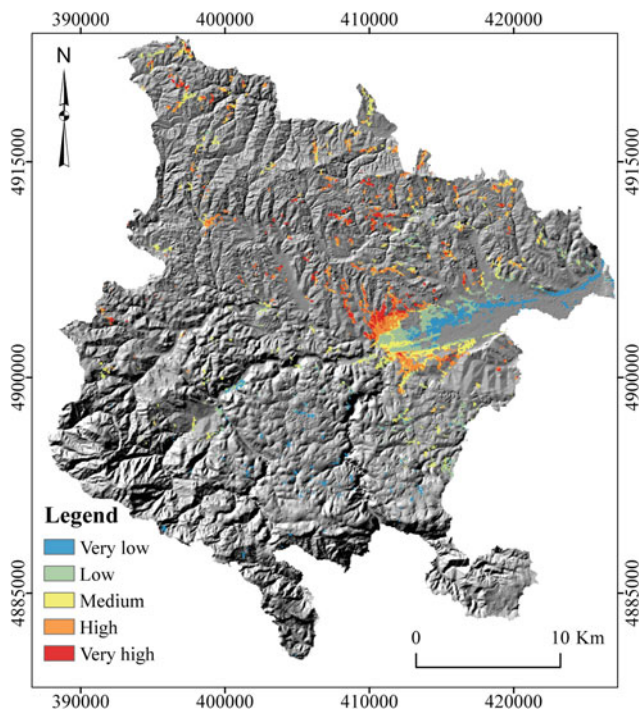 390000 400000 410000 420000
N
4915000 4915000
4900000 4900000
4885000 4885000
Legend
Very low
Low
Medium
High
Very high
0 10 Km
390000 400000 410000 420000